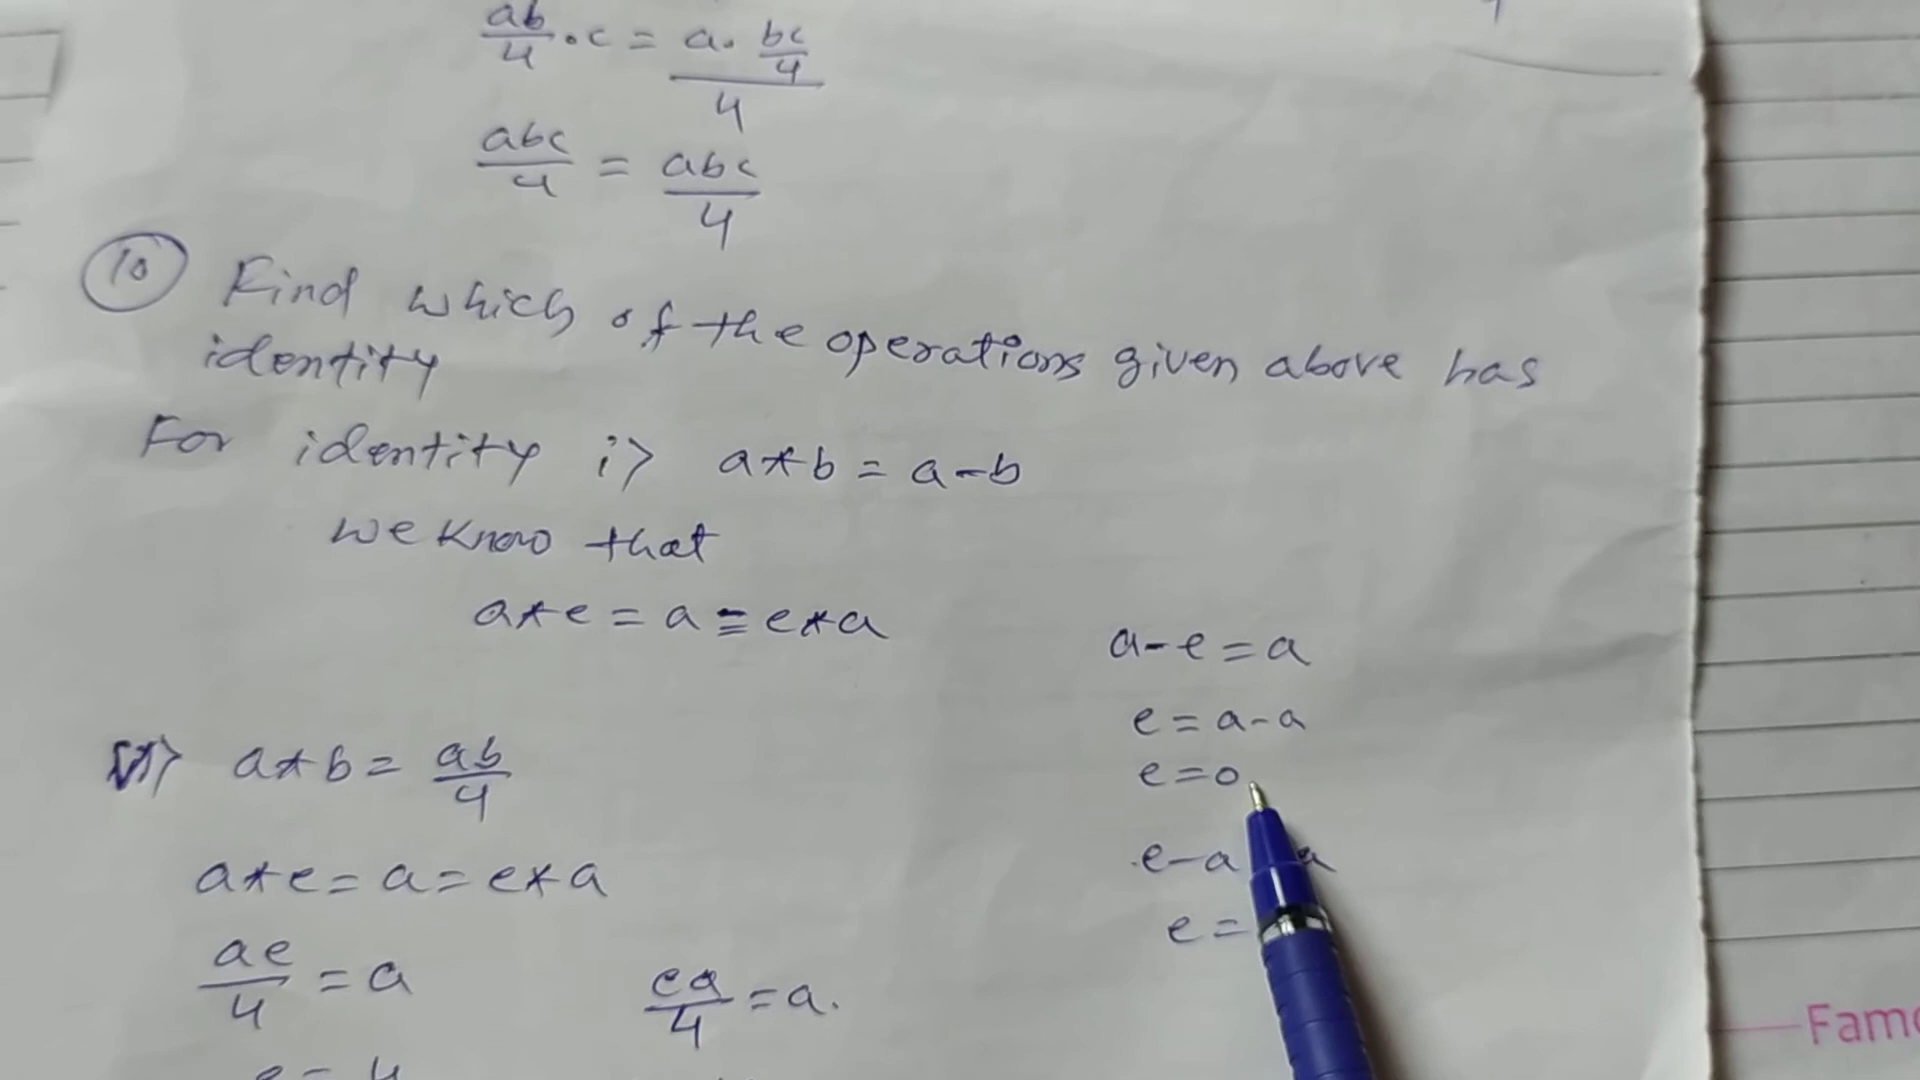 ab/4 . c = a . bc/4 / 4
abc/4 = abc/4
10 Find which of the operations given above has
identity
For identity i> a*b = a-b
we know that
a*e = a = e*a
a-e = a
e = a-a
e = 0
e-a a
e =
a*b = ab/4
a*e = a = e*a
ae/4 = a
ea/4 = a.
e = 4
Fam